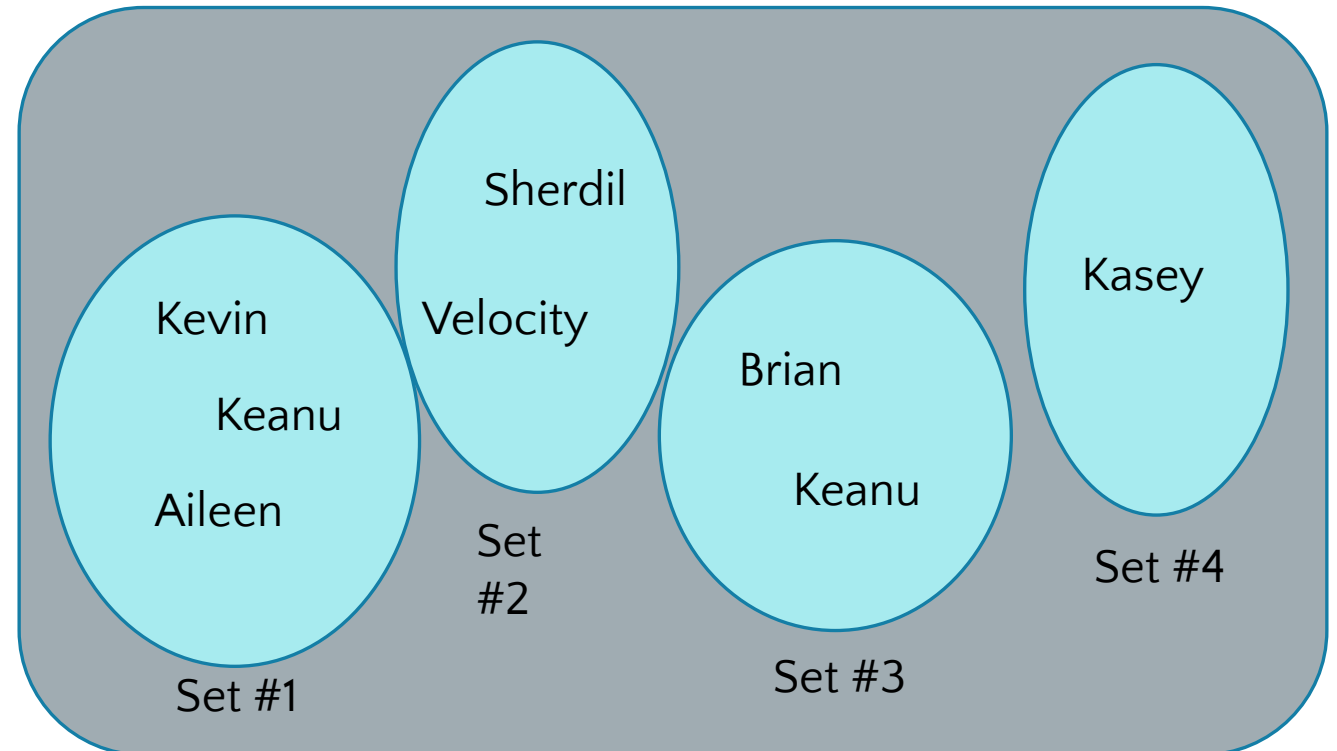 Kevin
Keanu
Aileen
Set #1
Sherdil
Velocity
Set
#2
Brian
Keanu
Set #3
Kasey
Set #4